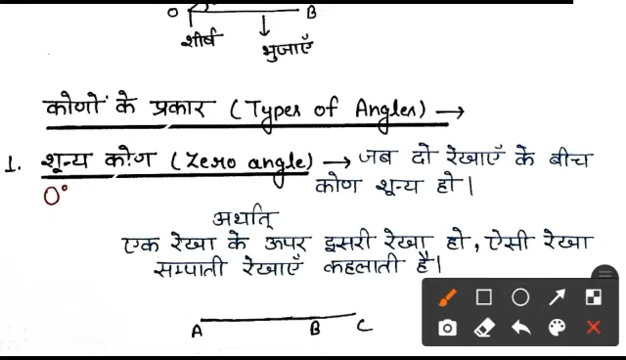 O B
शीर्ष भुजाएँ
कोणों के प्रकार (Types of Angles) →
1. शून्य कोण (Zero angle) → जब दो रेखाएँ के बीच
0° कोण शून्य हो।
अर्थात्
एक रेखा के ऊपर दूसरी रेखा हो, ऐसी रेखा
सम्पाती रेखाएँ कहलाती है।
A B C